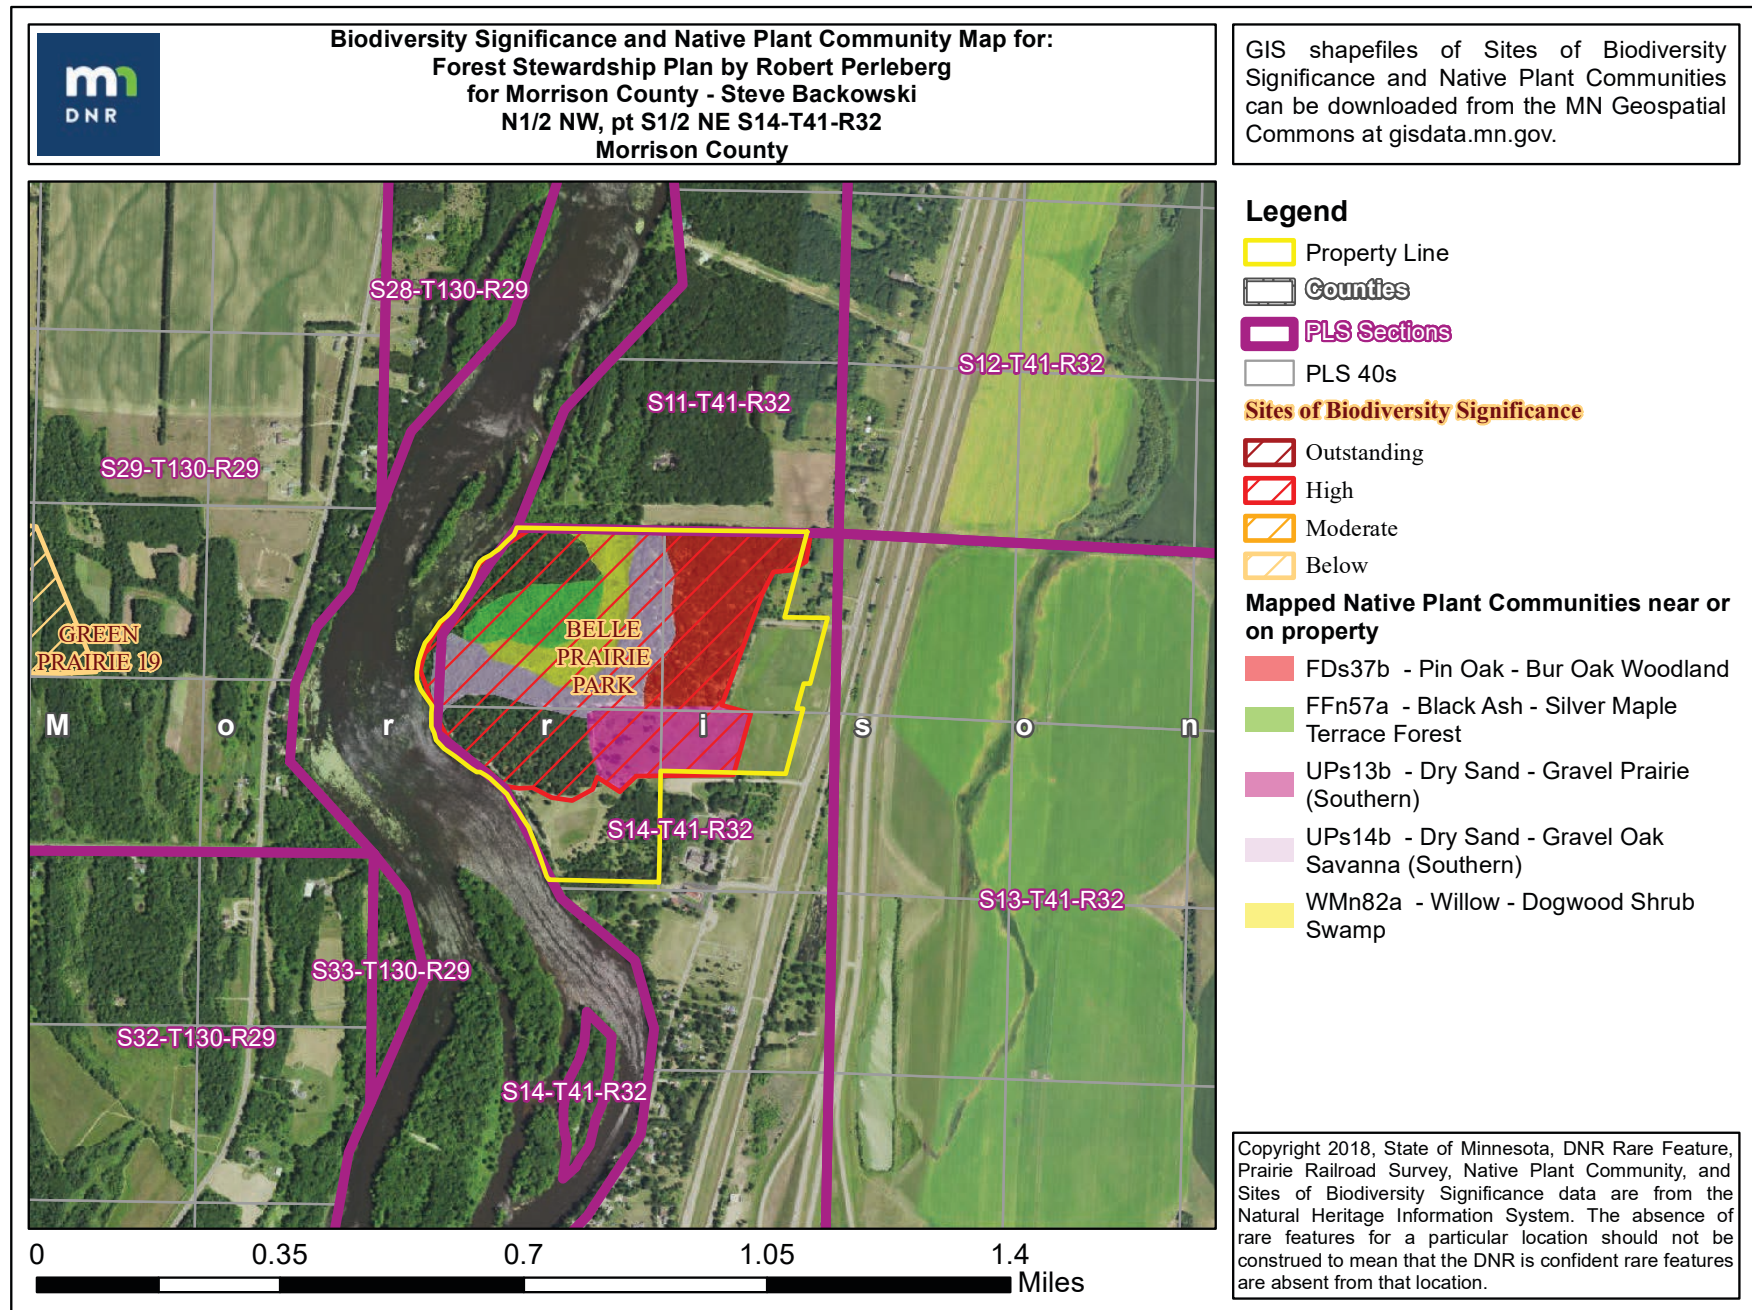 mn
DNR
Biodiversity Significance and Native Plant Community Map for:
Forest Stewardship Plan by Robert Perleberg
for Morrison County - Steve Backowski
N1/2 NW, pt S1/2 NE S14-T41-R32
Morrison County
GIS shapefiles of Sites of Biodiversity
Significance and Native Plant Communities
can be downloaded from the MN Geospatial
Commons at gisdata.mn.gov.
S28-T130-R29
S12-T41-R32
S11-T41-R32
S29-T130-R29
GREEN
PRAIRIE 19
BELLE
PRAIRIE
PARK
M o r r i s o n
S14-T41-R32
S13-T41-R32
S33-T130-R29
S32-T130-R29
S14-T41-R32
0 0.35 0.7 1.05 1.4
Miles
Legend
Property Line
Counties
PLS Sections
PLS 40s
Sites of Biodiversity Significance
Outstanding
High
Moderate
Below
Mapped Native Plant Communities near or
on property
FDs37b - Pin Oak - Bur Oak Woodland
FFn57a - Black Ash - Silver Maple
Terrace Forest
UPs13b - Dry Sand - Gravel Prairie
(Southern)
UPs14b - Dry Sand - Gravel Oak
Savanna (Southern)
WMn82a - Willow - Dogwood Shrub
Swamp
Copyright 2018, State of Minnesota, DNR Rare Feature,
Prairie Railroad Survey, Native Plant Community, and
Sites of Biodiversity Significance data are from the
Natural Heritage Information System. The absence of
rare features for a particular location should not be
construed to mean that the DNR is confident rare features
are absent from that location.